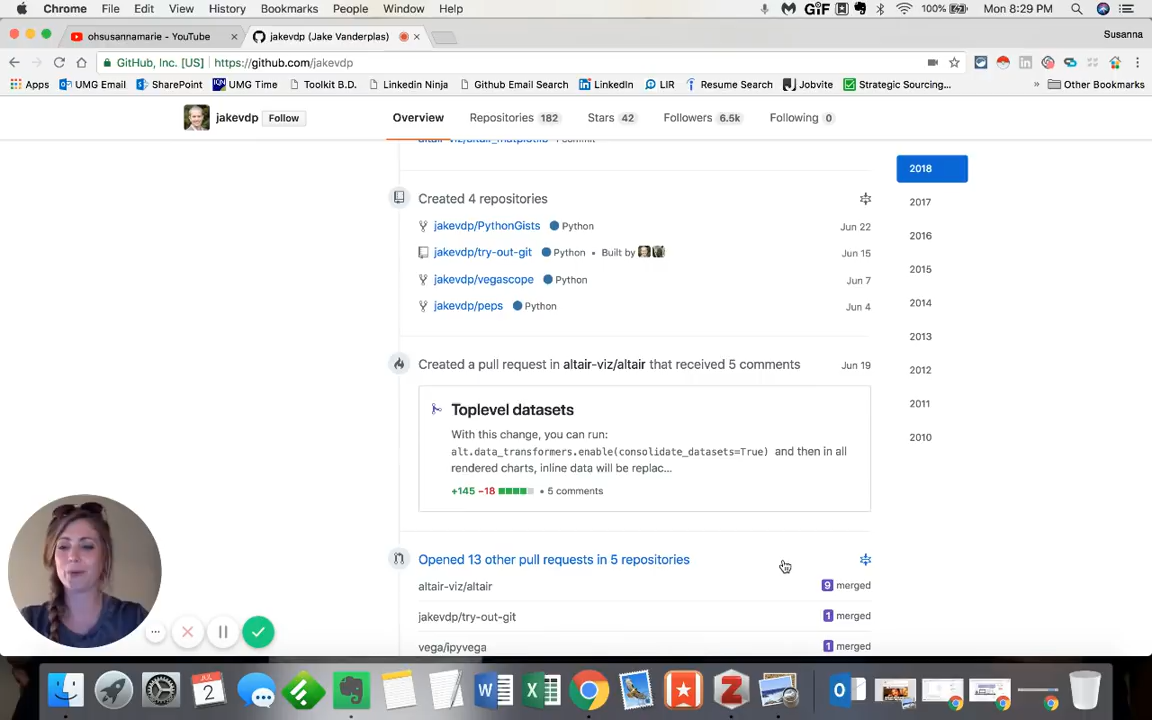 Chrome File Edit View History Bookmarks People Window Help GIF 100% Mon 8:29 PM
ohsusannamarie - YouTube × jakevdp (Jake Vanderplas) × Susanna
GitHub, Inc. [US] https://github.com/jakevdp
Apps UMG Email SharePoint UMG Time Toolkit B.D. Linkedin Ninja Github Email Search LinkedIn LIR Resume Search Jobvite Strategic Sourcing... » Other Bookmarks
jakevdp Follow Overview Repositories 182 Stars 42 Followers 6.5k Following 0
altair-viz/altair_matplotlib 1 commit
2018
Created 4 repositories
2017
jakevdp/PythonGists Python Jun 22
2016
jakevdp/try-out-git Python • Built by Jun 15
2015
jakevdp/vegascope Python Jun 7
2014
jakevdp/peps Python Jun 4
2013
Created a pull request in altair-viz/altair that received 5 comments Jun 19
2012
2011
Toplevel datasets
With this change, you can run:
2010
alt.data_transformers.enable(consolidate_datasets=True) and then in all
rendered charts, inline data will be replac...
+145 −18 • 5 comments
Opened 13 other pull requests in 5 repositories
altair-viz/altair 9 merged
jakevdp/try-out-git 1 merged
vega/ipyvega 1 merged
JUL
2